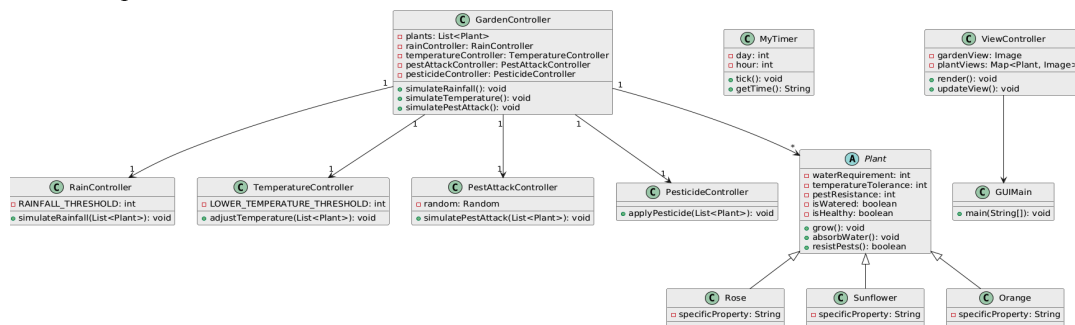 C GardenController
plants: List<Plant>
rainController: RainController
temperatureController: TemperatureController
pestAttackController: PestAttackController
pesticideController: PesticideController
simulateRainfall(): void
simulateTemperature(): void
simulatePestAttack(): void
C MyTimer
day: int
hour: int
tick(): void
getTime(): String
C ViewController
gardenView: Image
plantViews: Map<Plant, Image>
render(): void
updateView(): void
1
1
1
1
1
1
1
1
1
*
C RainController
RAINFALL_THRESHOLD: int
simulateRainfall(List<Plant>): void
C TemperatureController
LOWER_TEMPERATURE_THRESHOLD: int
adjustTemperature(List<Plant>): void
C PestAttackController
random: Random
simulatePestAttack(List<Plant>): void
C PesticideController
applyPesticide(List<Plant>): void
A Plant
waterRequirement: int
temperatureTolerance: int
pestResistance: int
isWatered: boolean
isHealthy: boolean
grow(): void
absorbWater(): void
resistPests(): boolean
C GUIMain
main(String[]): void
C Rose
specificProperty: String
C Sunflower
specificProperty: String
C Orange
specificProperty: String